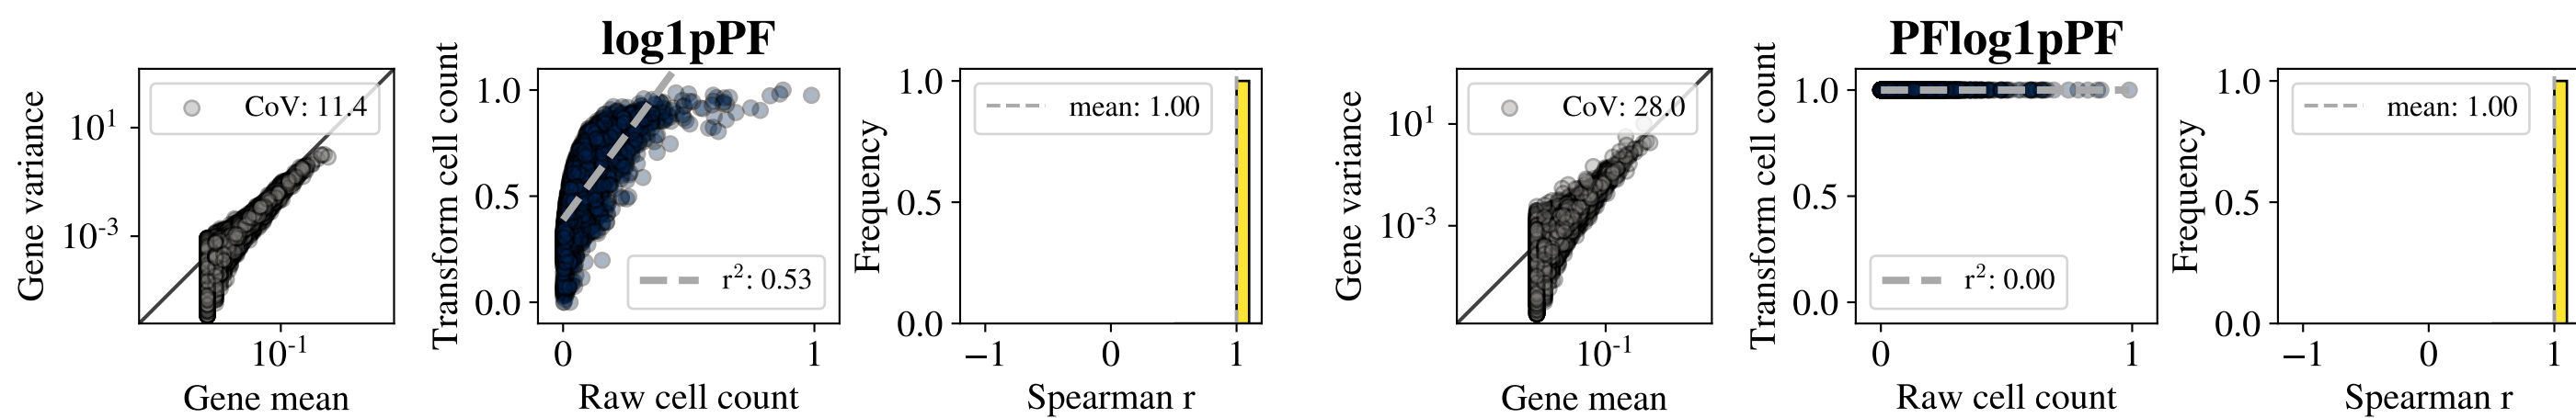 log1pPF
Gene variance
10¹
10⁻³
CoV: 11.4
10⁻¹
Gene mean
Transform cell count
1.0
0.5
0.0
r²: 0.53
0
1
Raw cell count
Frequency
1.0
0.5
0.0
mean: 1.00
−1
0
1
Spearman r
PFlog1pPF
Gene variance
10¹
10⁻³
CoV: 28.0
10⁻¹
Gene mean
Transform cell count
1.0
0.5
0.0
r²: 0.00
0
1
Raw cell count
Frequency
1.0
0.5
0.0
mean: 1.00
−1
0
1
Spearman r